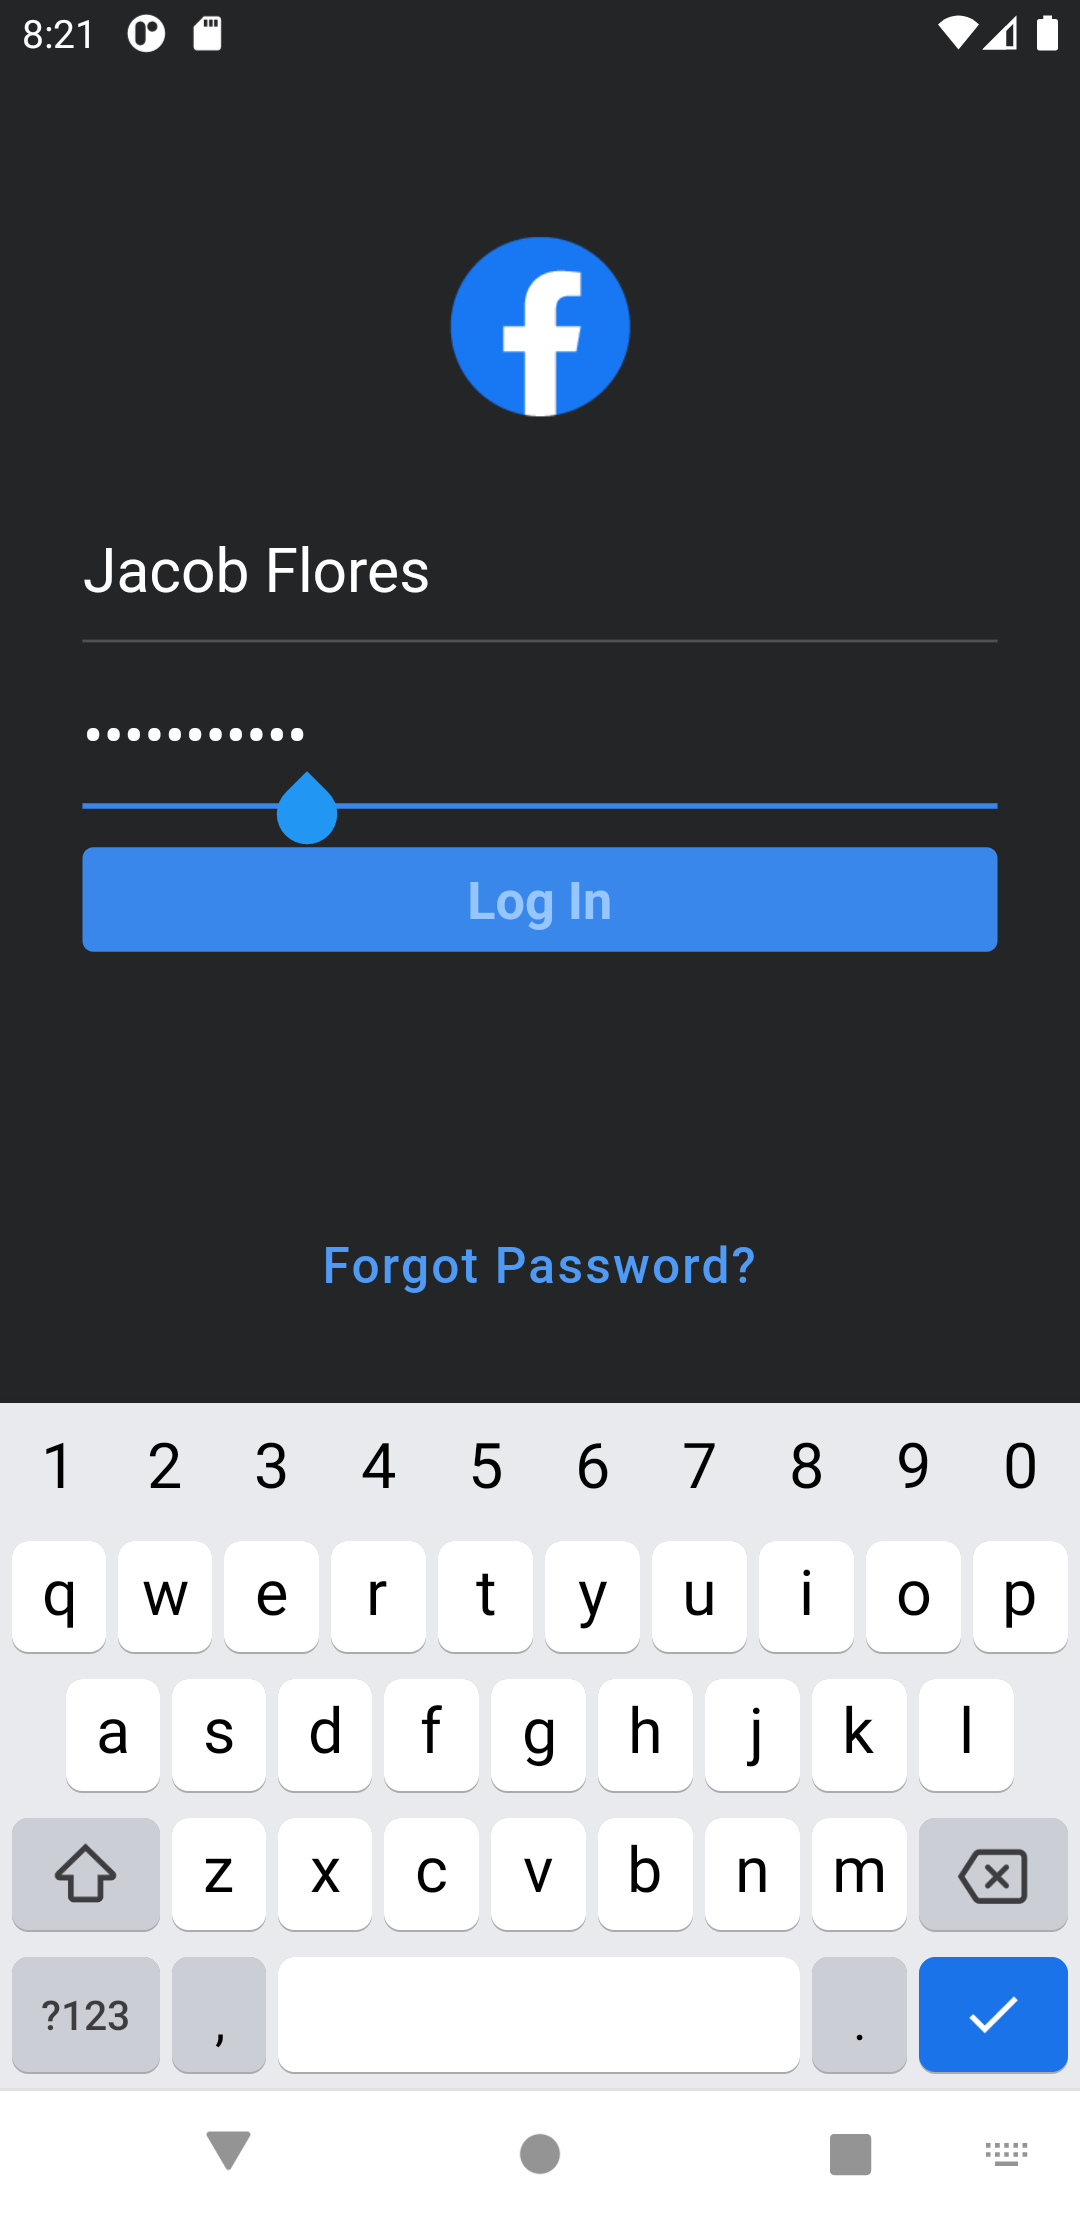 8:21
Jacob Flores
•••••••••••
Log In
Forgot Password?
1 2 3 4 5 6 7 8 9 0
q w e r t y u i o p
a s d f g h j k l
z x c v b n m
?123 , .